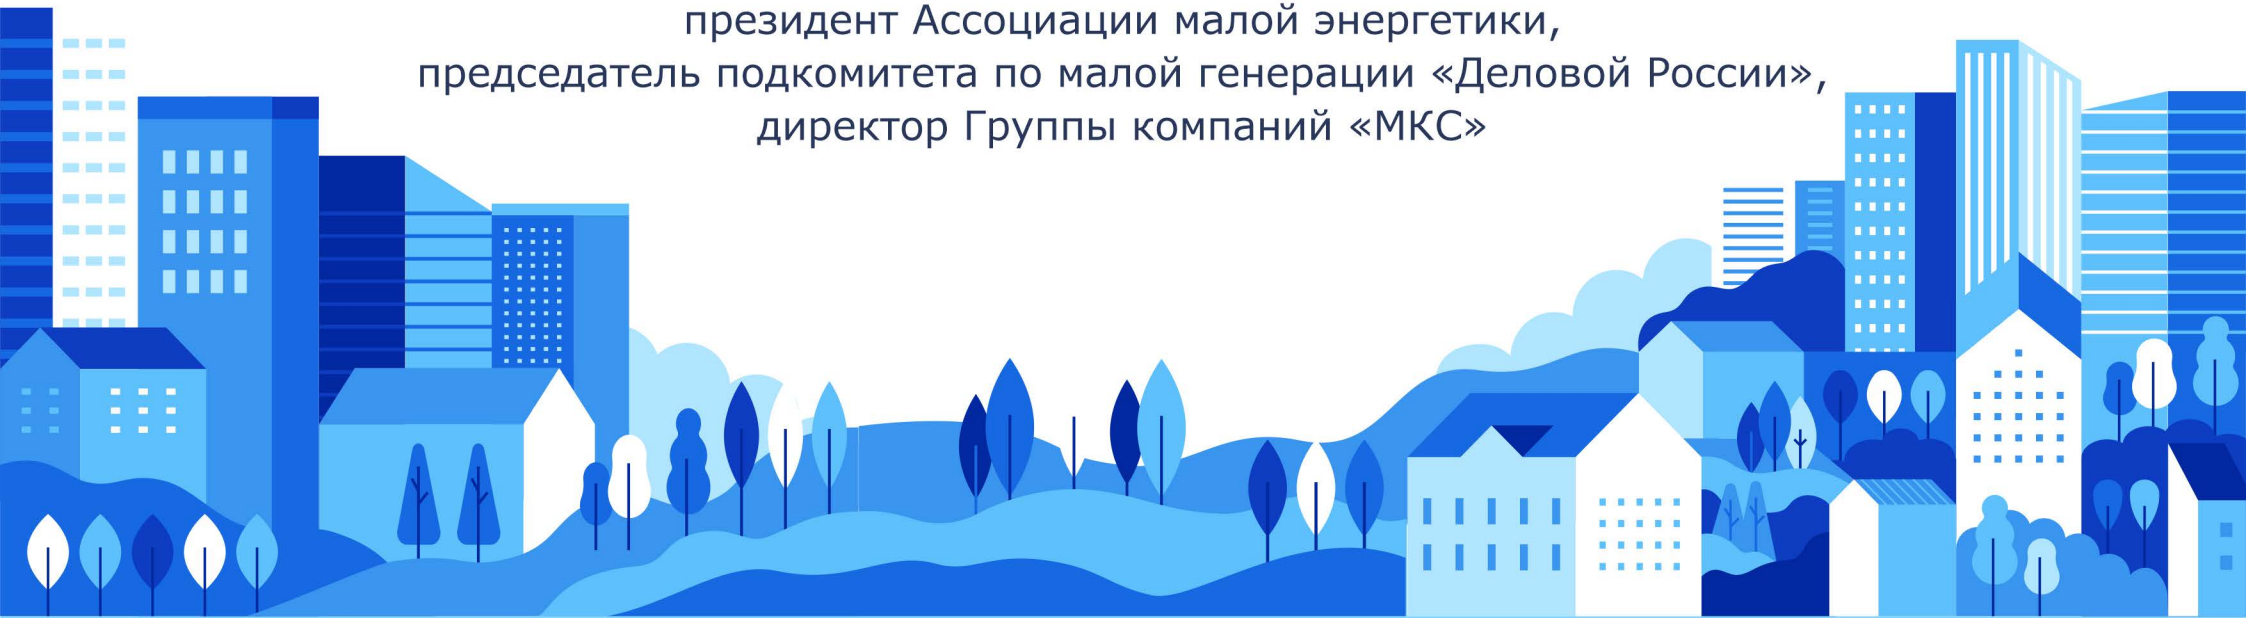 президент Ассоциации малой энергетики,
председатель подкомитета по малой генерации «Деловой России»,
директор Группы компаний «МКС»